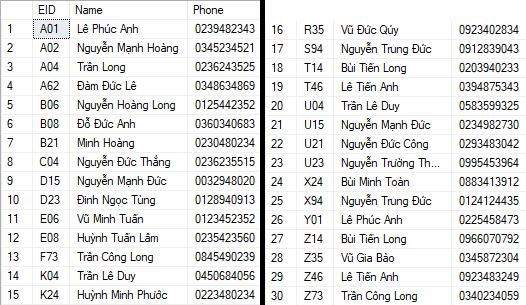 EID Name Phone
1 A01 Lê Phúc Anh 0239482343
2 A02 Nguyễn Mạnh Hoàng 0345234521
3 A04 Trần Long 0236243525
4 A62 Đàm Đức Lê 0348634869
5 B06 Nguyễn Hoàng Long 0125442352
6 B08 Đỗ Đức Anh 0360340683
7 B21 Minh Hoàng 0230480234
8 C04 Nguyễn Đức Thắng 0236235515
9 D15 Nguyễn Mạnh Đức 0032948020
10 D23 Đinh Ngọc Tùng 0128940913
11 E06 Vũ Minh Tuấn 0123452352
12 E08 Huỳnh Tuấn Lâm 0235423560
13 F73 Trần Công Long 0845490239
14 K04 Trần Lê Duy 0450684056
15 K24 Huỳnh Minh Phước 0223480234
16 R35 Vũ Đức Qúy 0923402834
17 S94 Nguyễn Trung Đức 0912839043
18 T14 Bùi Tiến Long 0203940233
19 T46 Lê Tiến Anh 0394875343
20 U04 Trần Lê Duy 0583599325
21 U15 Nguyễn Mạnh Đức 0234982730
22 U21 Nguyễn Đức Công 0293483042
23 U23 Nguyễn Trường Th... 0995453964
24 X24 Bùi Minh Toàn 0883413912
25 X94 Nguyễn Trung Đức 0124124435
26 Y01 Lê Phúc Anh 0225458473
27 Z14 Bùi Tiến Long 0966070792
28 Z35 Vũ Gia Bảo 0345872304
29 Z46 Lê Tiến Anh 0923483249
30 Z73 Trần Công Long 0340234059